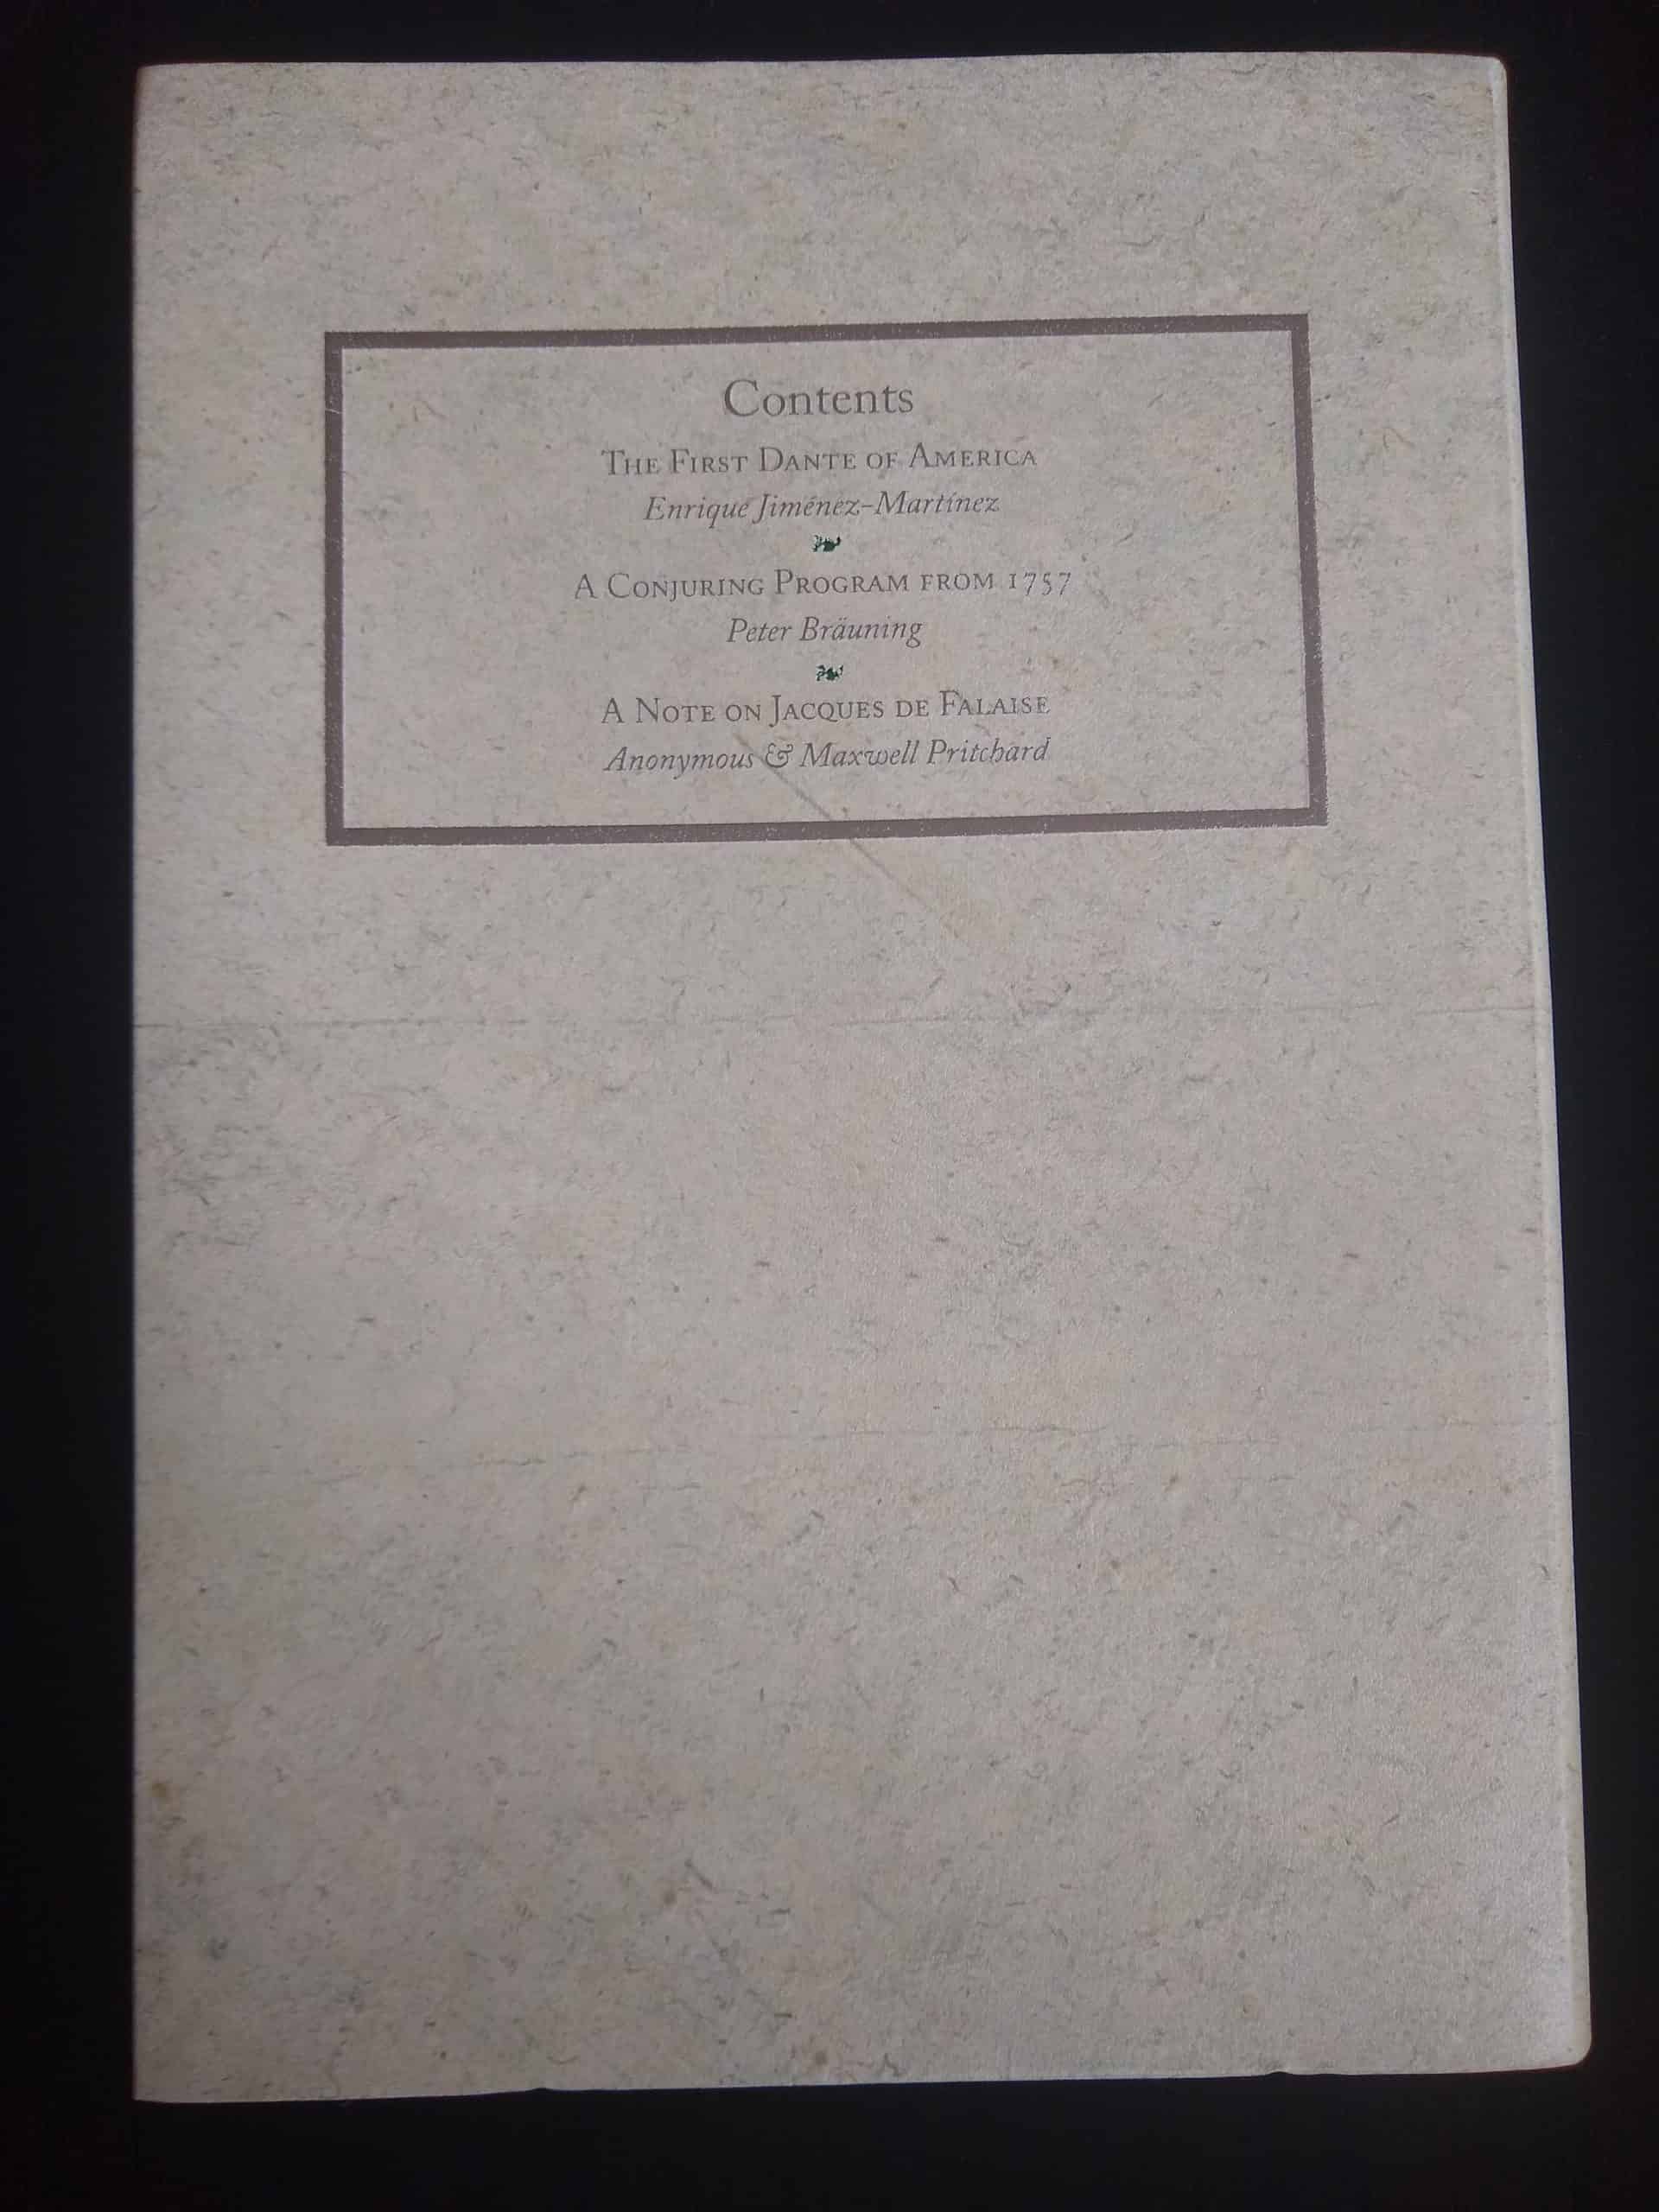 Contents
The First Dante of America
Enrique Jiménez-Martínez
A Conjuring Program from 1757
Peter Bräuning
A Note on Jacques de Falaise
Anonymous & Maxwell Pritchard